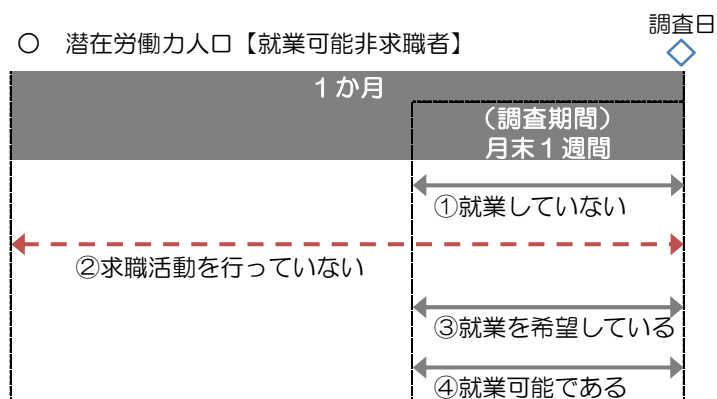 調査日
○　潜在労働力人口【就業可能非求職者】
１か月
（調査期間）
月末１週間
①就業していない
②求職活動を行っていない
③就業を希望している
④就業可能である